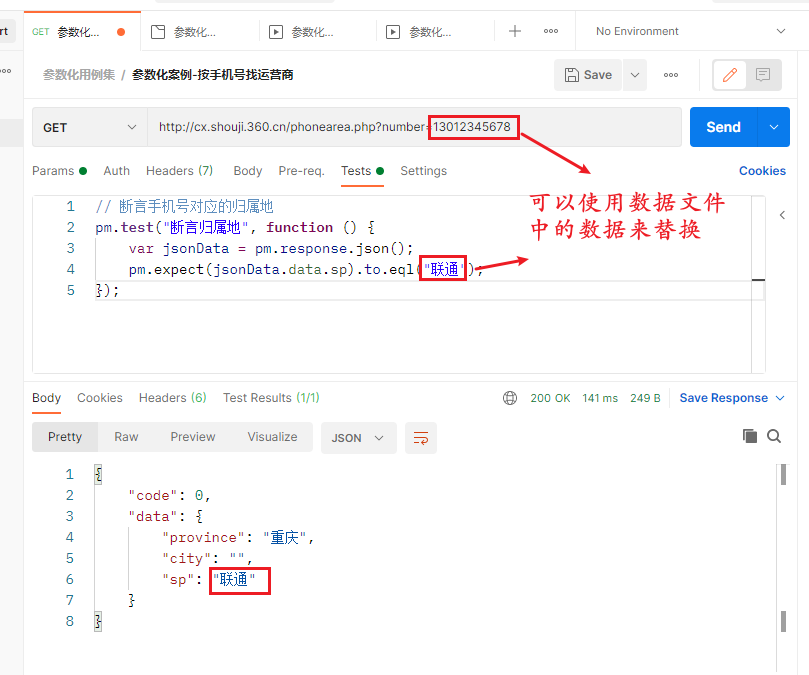 rt
GET 参数化... 参数化... 参数化... 参数化... No Environment
参数化用例集 / 参数化案例-按手机号找运营商 Save
GET http://cx.shouji.360.cn/phonearea.php?number=13012345678 Send
Params Auth Headers (7) Body Pre-req. Tests Settings Cookies
可以使用数据文件
中的数据来替换
1 // 断言手机号对应的归属地
2 pm.test("断言归属地", function () {
3 var jsonData = pm.response.json();
4 pm.expect(jsonData.data.sp).to.eql("联通");
5 });
Body Cookies Headers (6) Test Results (1/1) 200 OK 141 ms 249 B Save Response
Pretty Raw Preview Visualize JSON
1 {
2 "code": 0,
3 "data": {
4 "province": "重庆",
5 "city": "",
6 "sp": "联通"
7 }
8 }